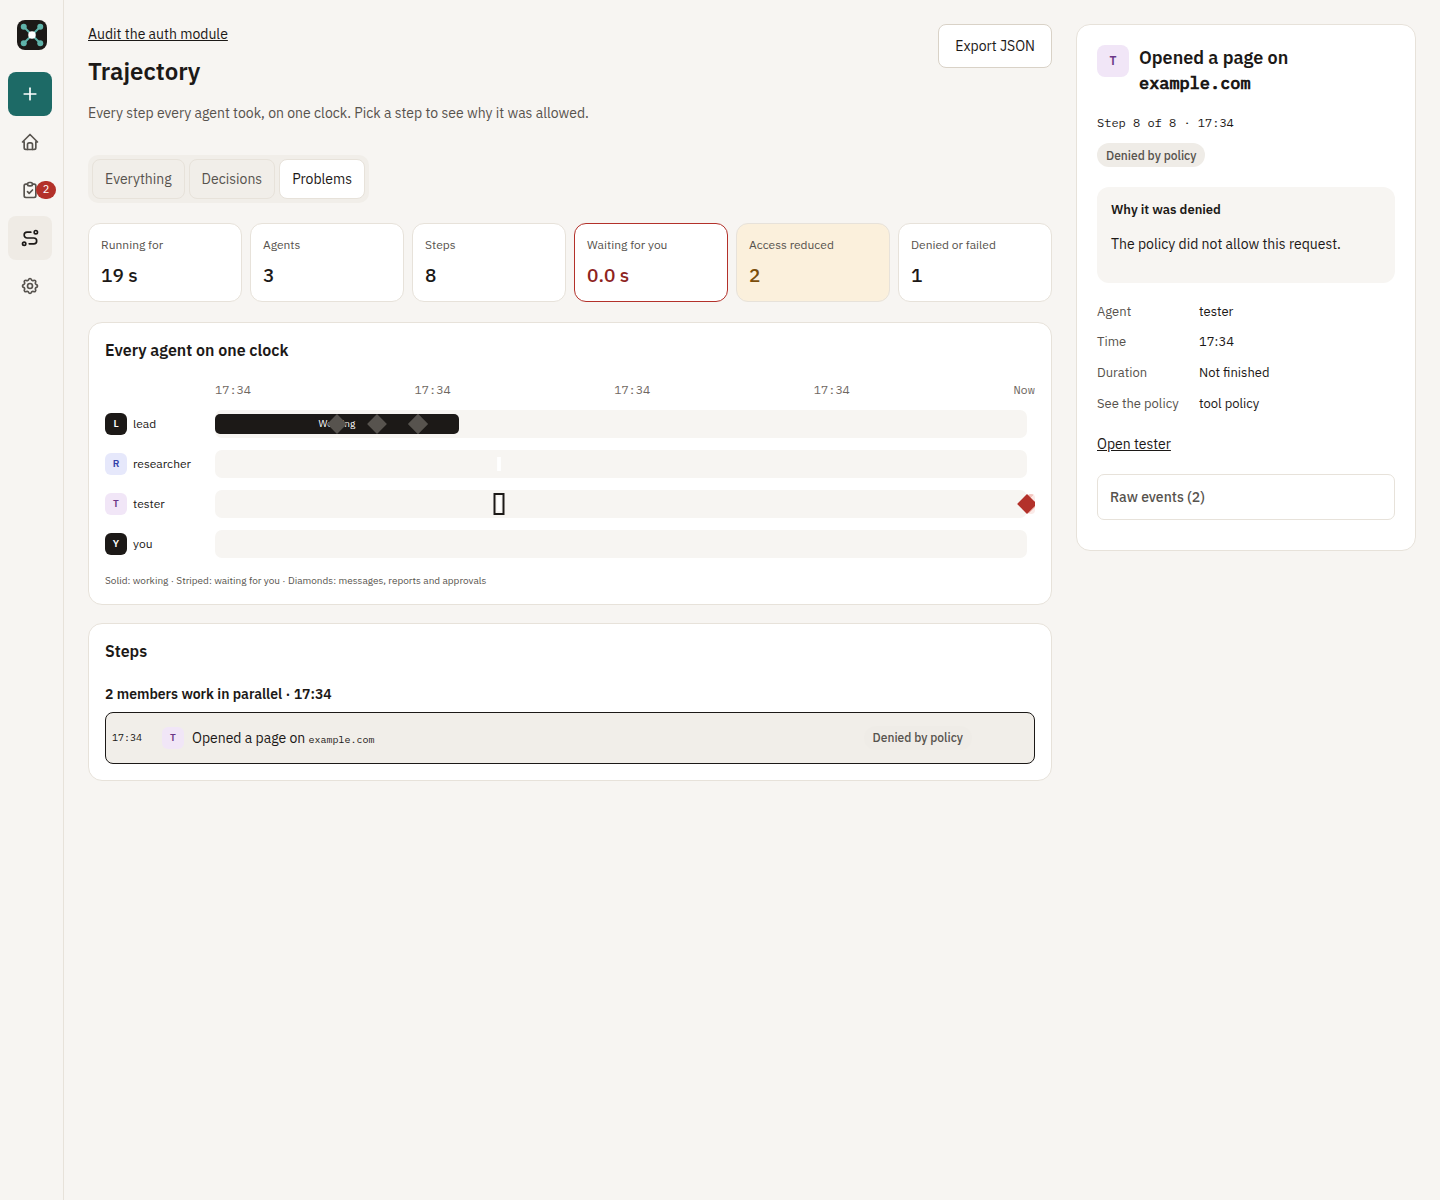 2
Audit the auth module
Trajectory
Every step every agent took, on one clock. Pick a step to see why it was allowed.
Export JSON
Everything
Decisions
Problems
Running for
19 s
Agents
3
Steps
8
Waiting for you
0.0 s
Access reduced
2
Denied or failed
1
Every agent on one clock
17:34
17:34
17:34
17:34
Now
L
lead
R
researcher
T
tester
Y
you
Solid: working · Striped: waiting for you · Diamonds: messages, reports and approvals
Steps
2 members work in parallel · 17:34
17:34
T
Opened a page on example.com
Denied by policy
T
Opened a page on
example.com
Step 8 of 8 · 17:34
Denied by policy
Why it was denied
The policy did not allow this request.
Agent
tester
Time
17:34
Duration
Not finished
See the policy
tool policy
Open tester
Raw events (2)